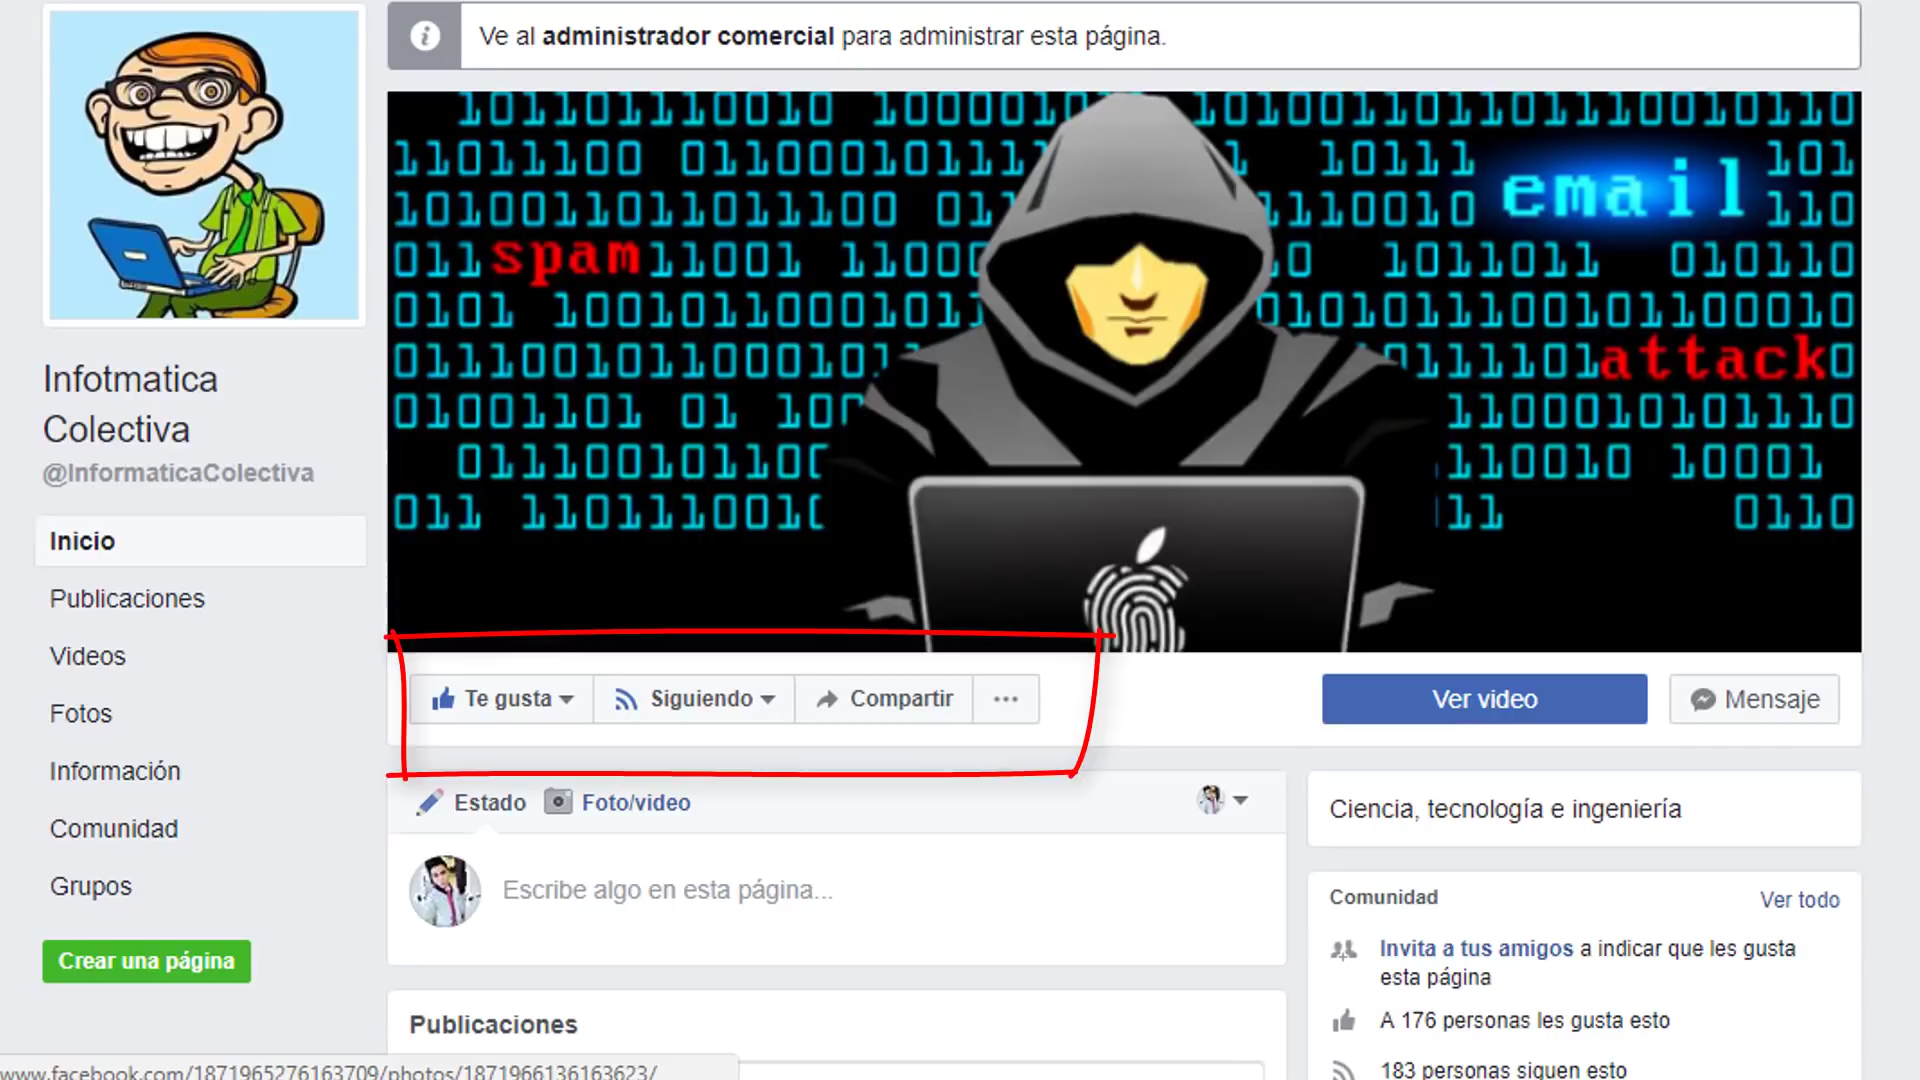 Ve al administrador comercial para administrar esta página.
email
spam
attack
Infotmatica
Colectiva
@InformaticaColectiva
Inicio
Publicaciones
Videos
Fotos
Información
Comunidad
Grupos
Crear una página
Te gusta
Siguiendo
Compartir
...
Ver video
Mensaje
Estado
Foto/video
Escribe algo en esta página...
Publicaciones
Ciencia, tecnología e ingeniería
Comunidad
Ver todo
Invita a tus amigos a indicar que les gusta
esta página
A 176 personas les gusta esto
183 personas siguen esto
www.facebook.com/1871965276163709/photos/1871966136163623/